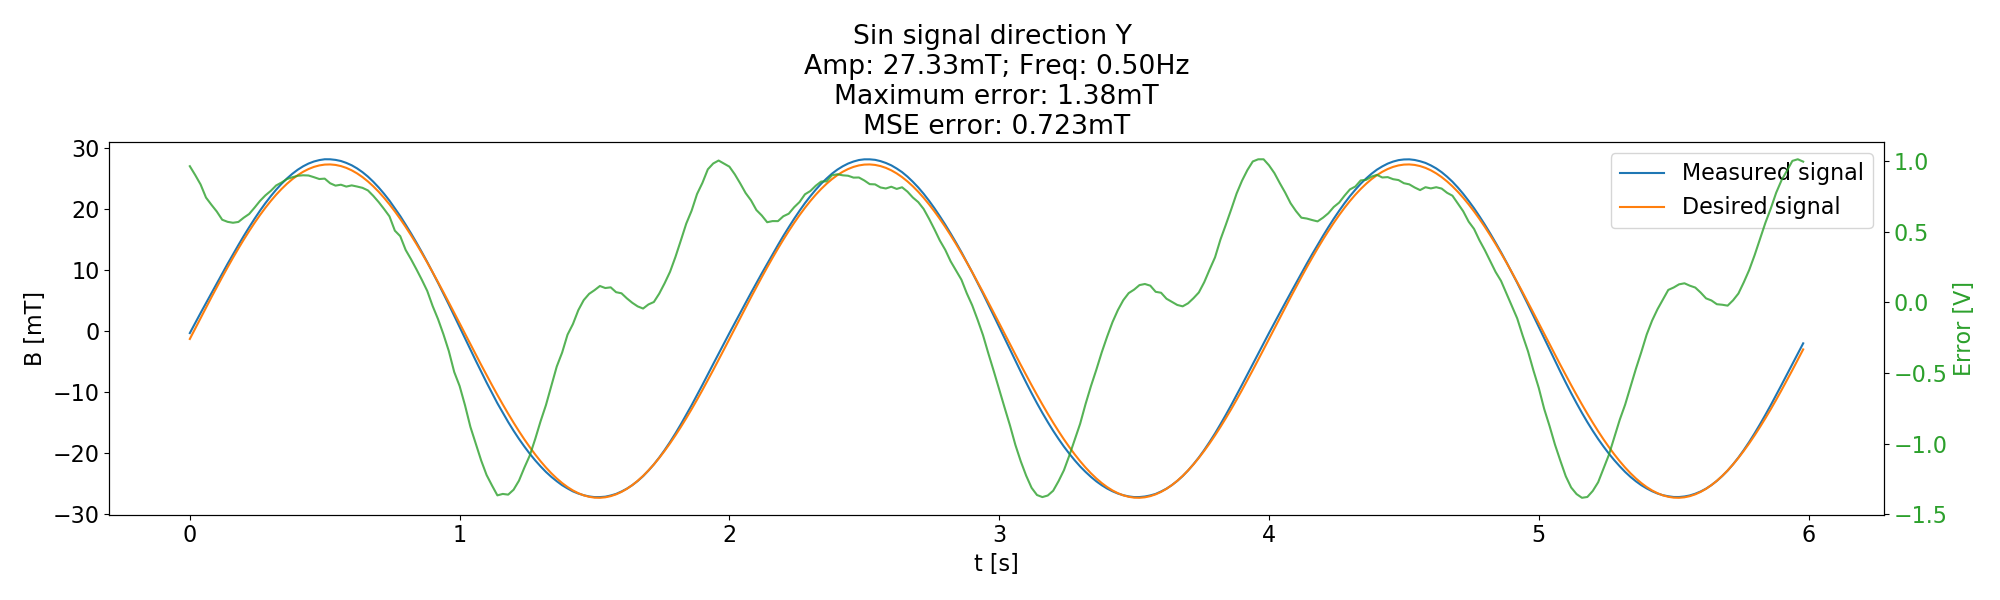 Sin signal direction Y
Amp: 27.33mT; Freq: 0.50Hz
Maximum error: 1.38mT
MSE error: 0.723mT
30
20
10
0
−10
−20
−30
B [mT]
Measured signal
Desired signal
1.0
0.5
0.0
−0.5
−1.0
−1.5
Error [V]
0 1 2 3 4 5 6
t [s]